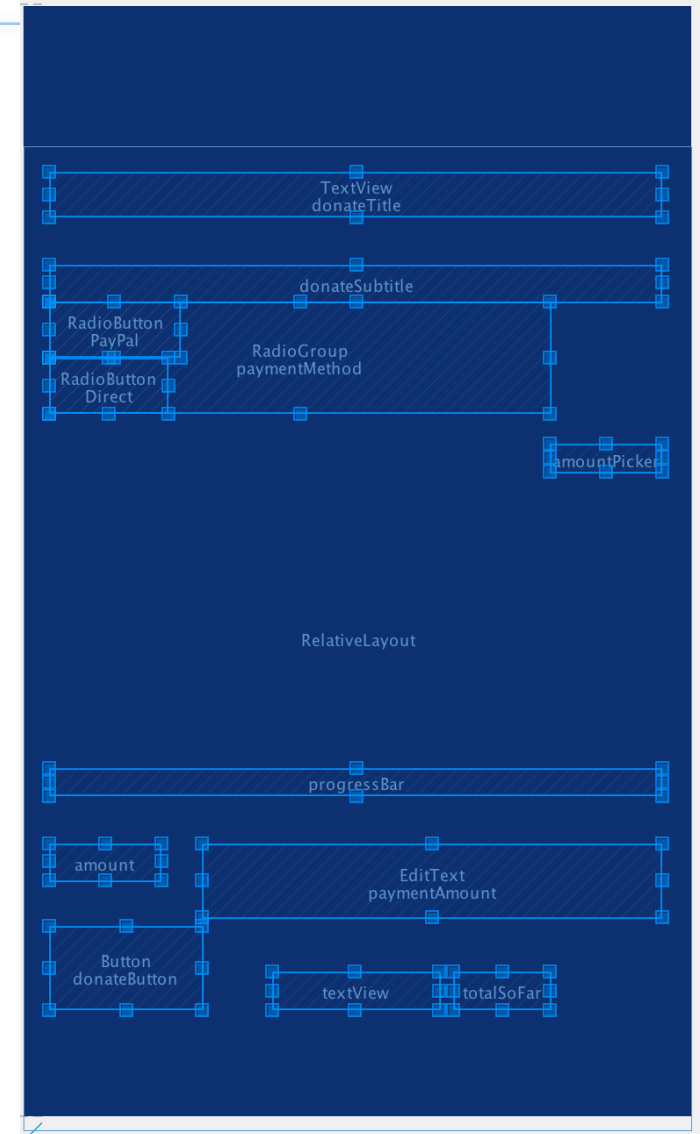 TextView
donateTitle
donateSubtitle
RadioButton
PayPal
RadioGroup
paymentMethod
RadioButton
Direct
amountPicker
RelativeLayout
progressBar
amount
EditText
paymentAmount
Button
donateButton
textView
totalSoFar